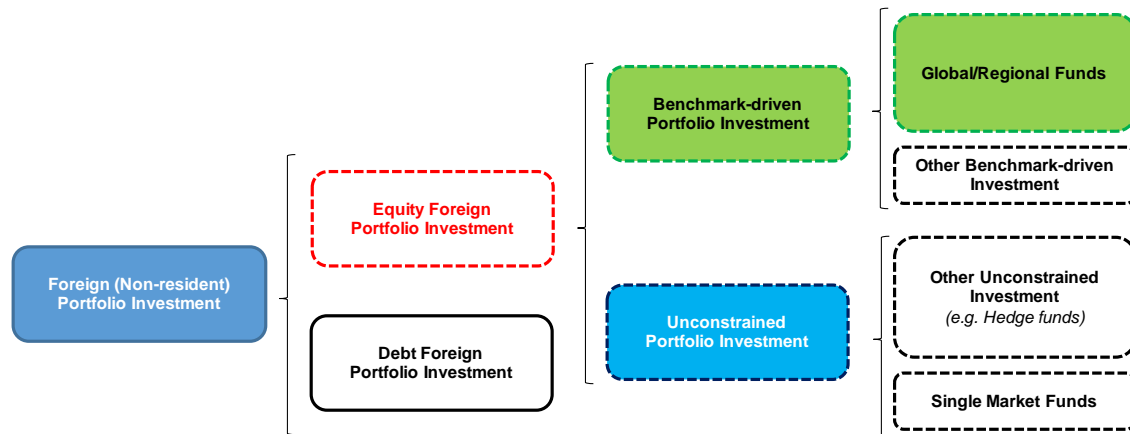 Foreign (Non-resident)
Portfolio Investment
Equity Foreign
Portfolio Investment
Debt Foreign
Portfolio Investment
Benchmark-driven
Portfolio Investment
Unconstrained
Portfolio Investment
Global/Regional Funds
Other Benchmark-driven
Investment
Other Unconstrained
Investment
(e.g. Hedge funds)
Single Market Funds